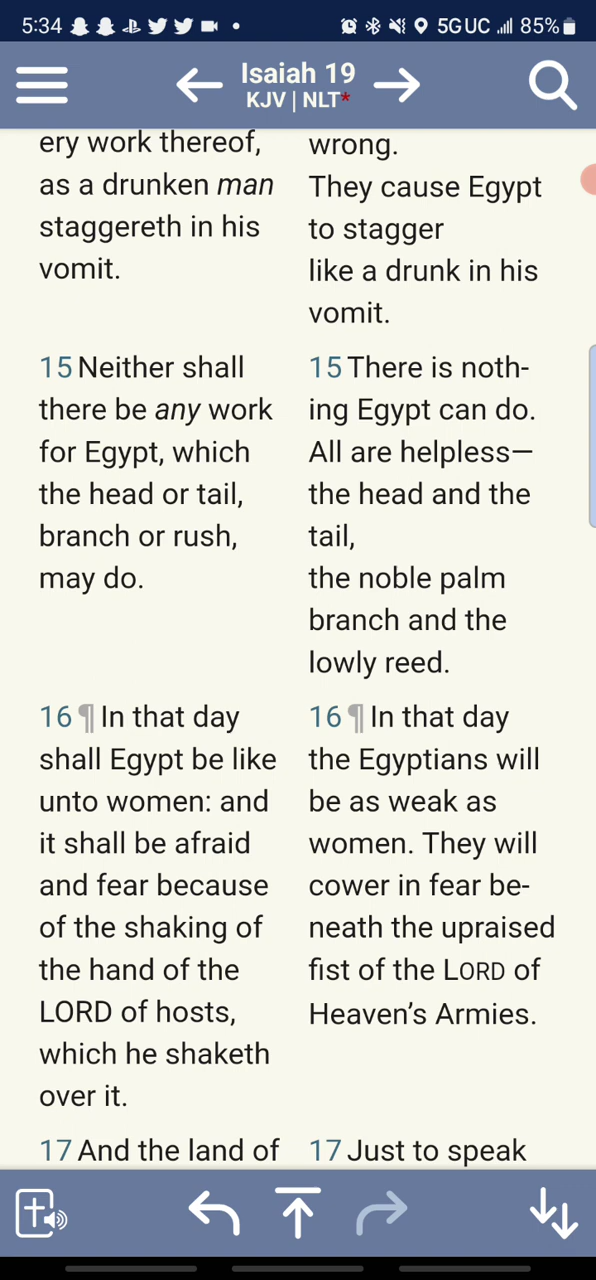 5:34
5G UC
85%
Isaiah 19
KJV | NLT*
ery work thereof,
as a drunken man
staggereth in his
vomit.
15 Neither shall
there be any work
for Egypt, which
the head or tail,
branch or rush,
may do.
16 ¶ In that day
shall Egypt be like
unto women: and
it shall be afraid
and fear because
of the shaking of
the hand of the
LORD of hosts,
which he shaketh
over it.
17 And the land of
wrong.
They cause Egypt
to stagger
like a drunk in his
vomit.
15 There is noth-
ing Egypt can do.
All are helpless—
the head and the
tail,
the noble palm
branch and the
lowly reed.
16 ¶ In that day
the Egyptians will
be as weak as
women. They will
cower in fear be-
neath the upraised
fist of the LORD of
Heaven’s Armies.
17 Just to speak